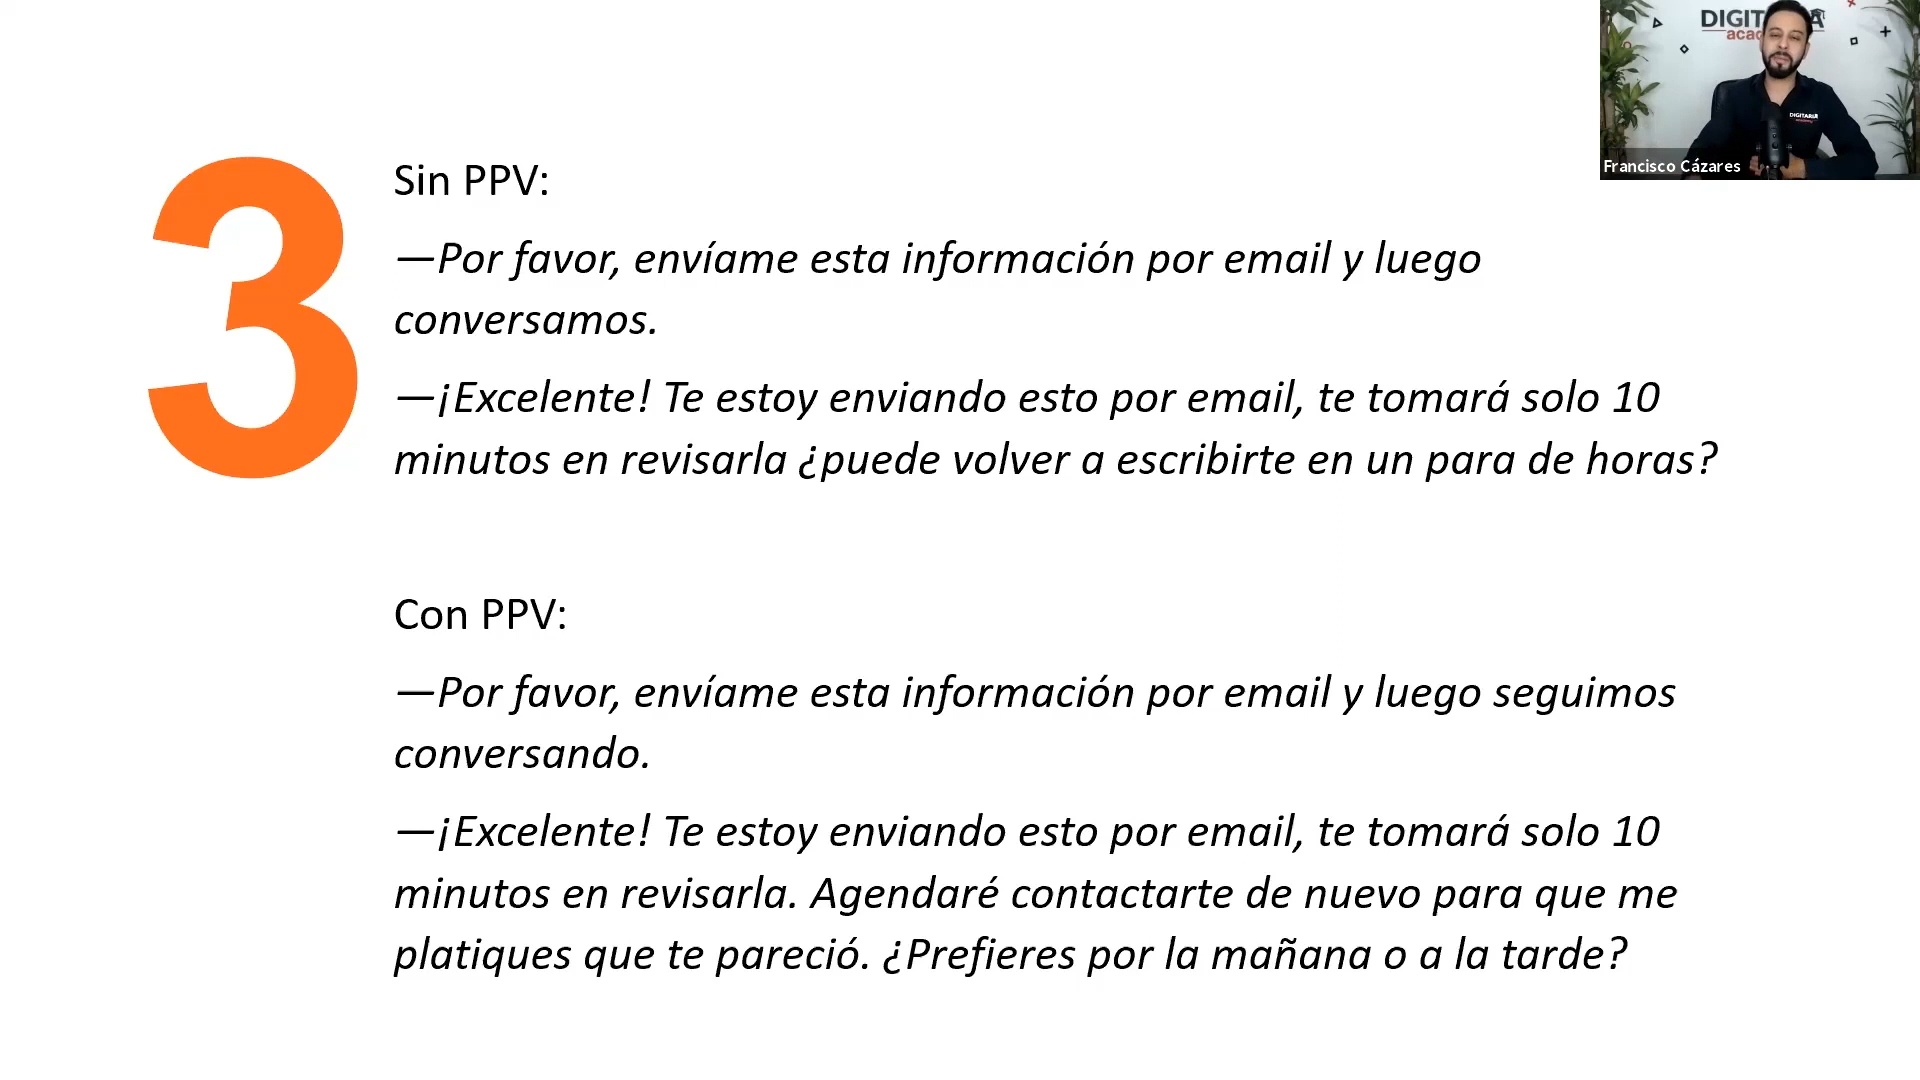 DIGIT A
aca
DIGITARIA
Francisco Cázares
3
Sin PPV:
—Por favor, envíame esta información por email y luego
conversamos.
—¡Excelente! Te estoy enviando esto por email, te tomará solo 10
minutos en revisarla ¿puede volver a escribirte en un para de horas?
Con PPV:
—Por favor, envíame esta información por email y luego seguimos
conversando.
—¡Excelente! Te estoy enviando esto por email, te tomará solo 10
minutos en revisarla. Agendaré contactarte de nuevo para que me
platiques que te pareció. ¿Prefieres por la mañana o a la tarde?